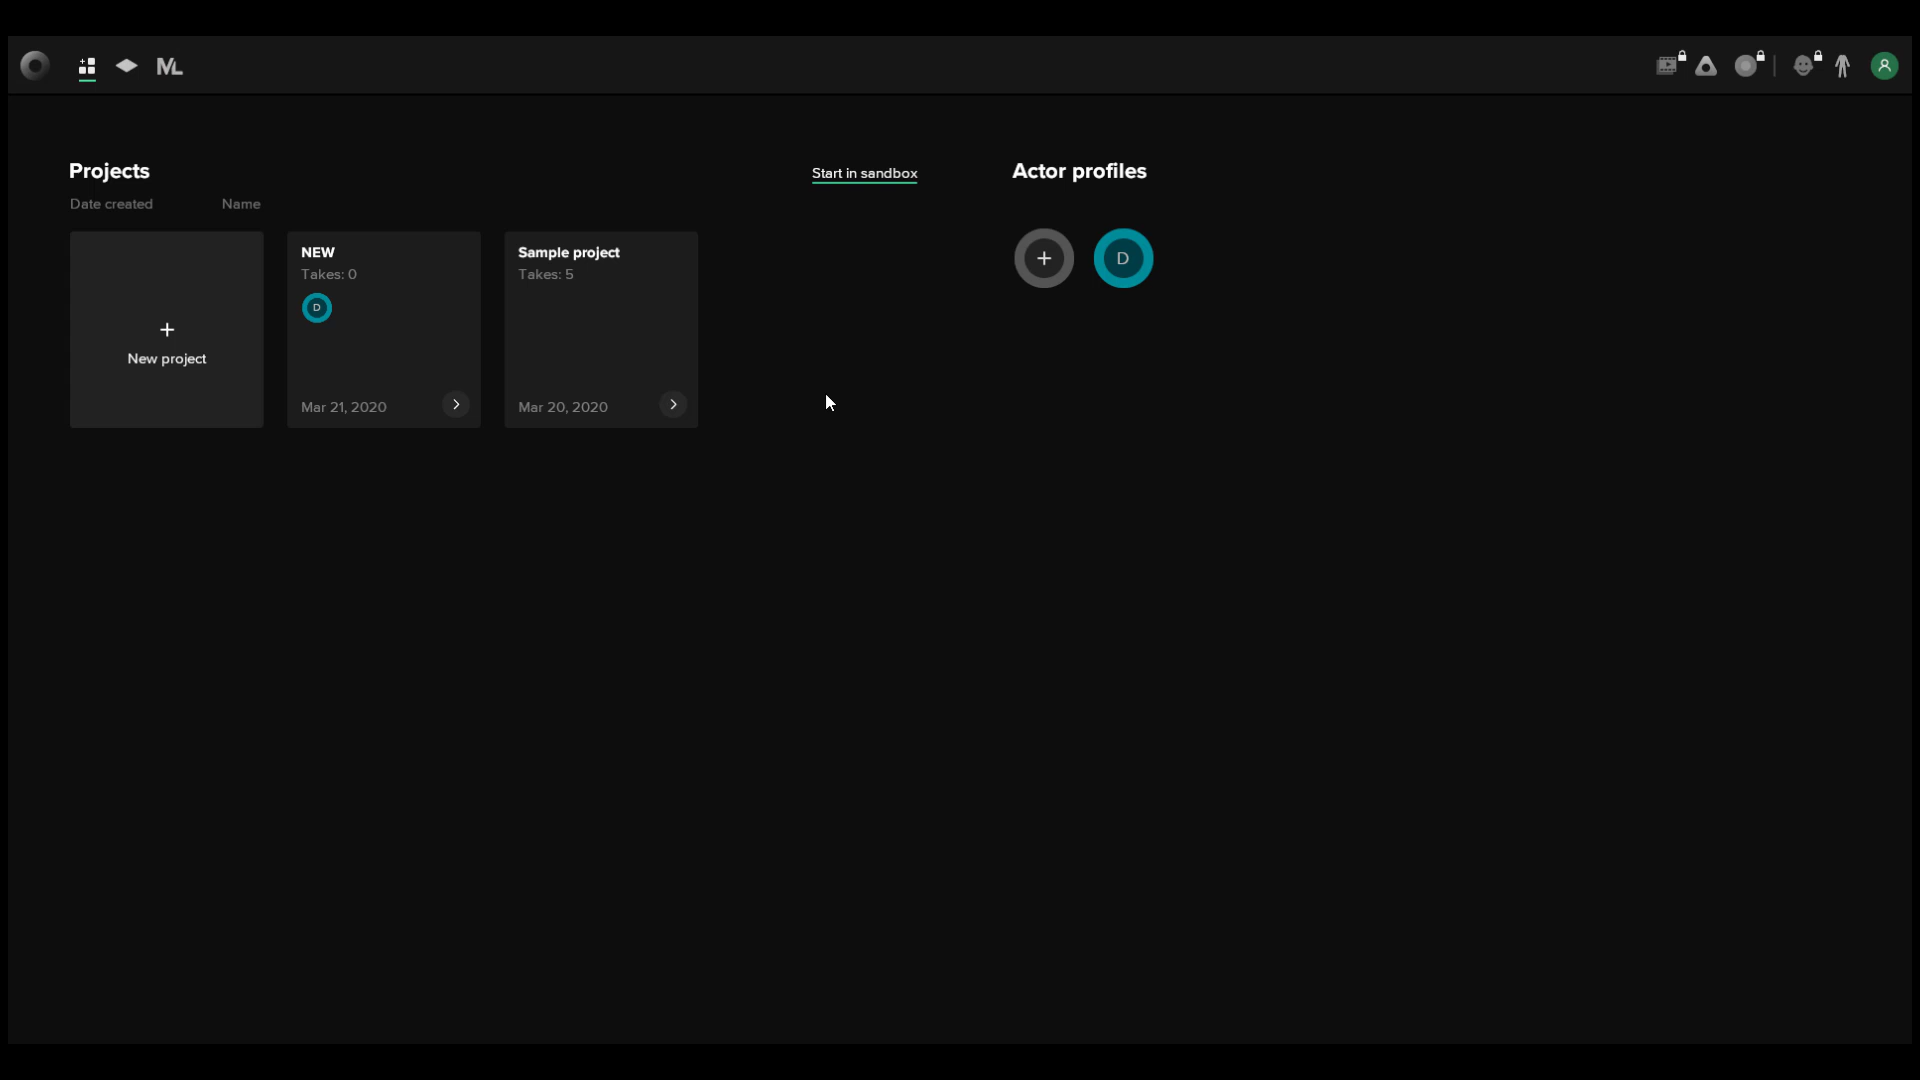 ML
Projects
Start in sandbox
Date created Name
+
New project
NEW
Takes: 0
D
Mar 21, 2020
Sample project
Takes: 5
Mar 20, 2020
Actor profiles
+ D